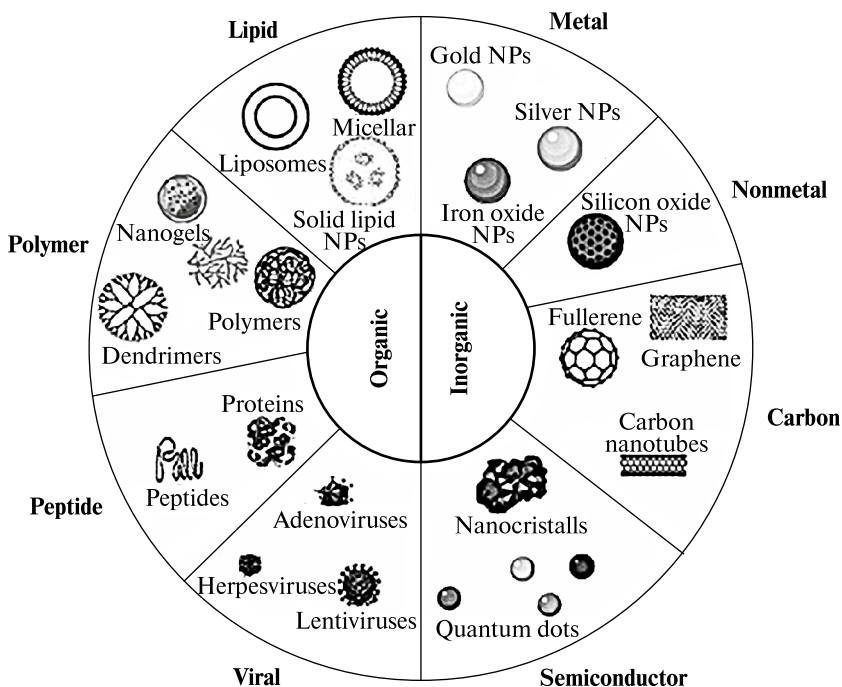 Lipid
Metal
Gold NPs
Silver NPs
Micellar
Liposomes
Solid lipid
NPs
Iron oxide
NPs
Silicon oxide
NPs
Nonmetal
Polymer
Nanogels
Polymers
Dendrimers
Organic
Inorganic
Fullerene
Graphene
Carbon
nanotubes
Carbon
Proteins
Peptides
Peptide
Adenoviruses
Herpesviruses
Lentiviruses
Viral
Nanocristalls
Quantum dots
Semiconductor